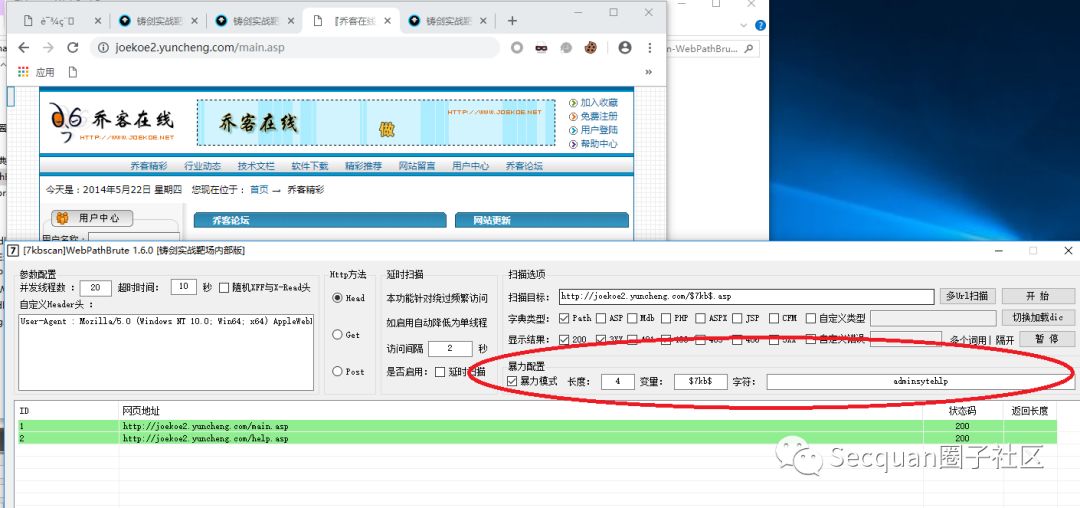 铸剑实战靶
铸剑实战靶
『乔客在线
铸剑实战靶
joekoe2.yuncheng.com/main.asp
n-WebPathBru...
应用
»
乔客在线
HTTP://WWW.JOEKOE.NET
乔客在线
做
HTTP://WWW.JOEKOE.NET
加入收藏
免费注册
用户登陆
帮助中心
乔客精彩 行业动态 技术文栏 软件下载 精彩推荐 网站留言 用户中心 乔客论坛
今天是：2014年5月22日 星期四 您现在位于： 首页 → 乔客精彩
用户中心
乔客论坛
网站更新
用户名称：
7 [7kbscan]WebPathBrute 1.6.0 [铸剑实战靶场内部版]
参数配置
并发线程数： 20 超时时间： 10 秒 随机XFF与X-Read头
自定义Header头：
User-Agent : Mozilla/5.0 (Windows NT 10.0; Win64; x64) AppleWebl
Http方法
Head
Get
Post
延时扫描
本功能针对绕过频繁访问
如启用自动降低为单线程
访问间隔 2 秒
是否启用： 延时扫描
扫描选项
扫描目标： http://joekoe2.yuncheng.com/$7kb$.asp 多Url扫描 开 始
字典类型： Path ASP Mdb PHP ASPX JSP CFM 自定义类型 切换加载dic
显示结果： 200 3XX 403 5XX 自定义错误 多个词用|隔开 暂 停
暴力配置
暴力模式 长度： 4 变量： $7kb$ 字符： adminsytehlp
ID 网页地址 状态码 返回长度
1 http://joekoe2.yuncheng.com/main.asp 200
2 http://joekoe2.yuncheng.com/help.asp 200
Secquan圈子社区